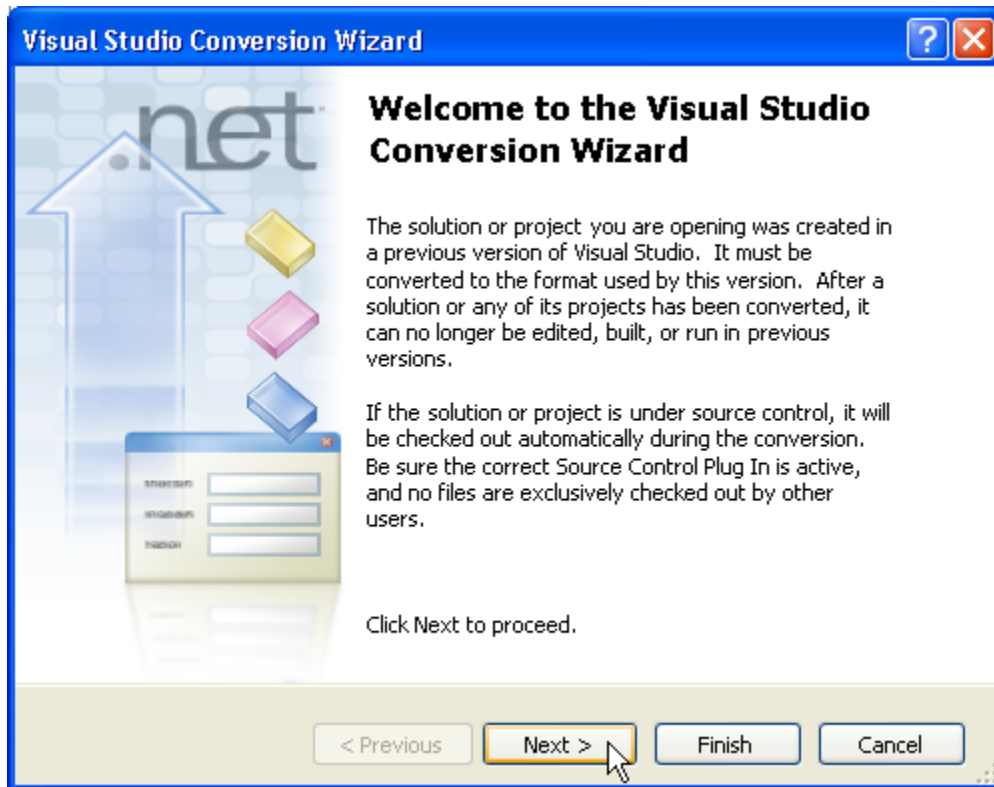 Visual Studio Conversion Wizard
.net
Welcome to the Visual Studio
Conversion Wizard
The solution or project you are opening was created in
a previous version of Visual Studio.  It must be
converted to the format used by this version.  After a
solution or any of its projects has been converted, it
can no longer be edited, built, or run in previous
versions.
If the solution or project is under source control, it will
be checked out automatically during the conversion.
Be sure the correct Source Control Plug In is active,
and no files are exclusively checked out by other
users.
Click Next to proceed.
< Previous Next > Finish Cancel